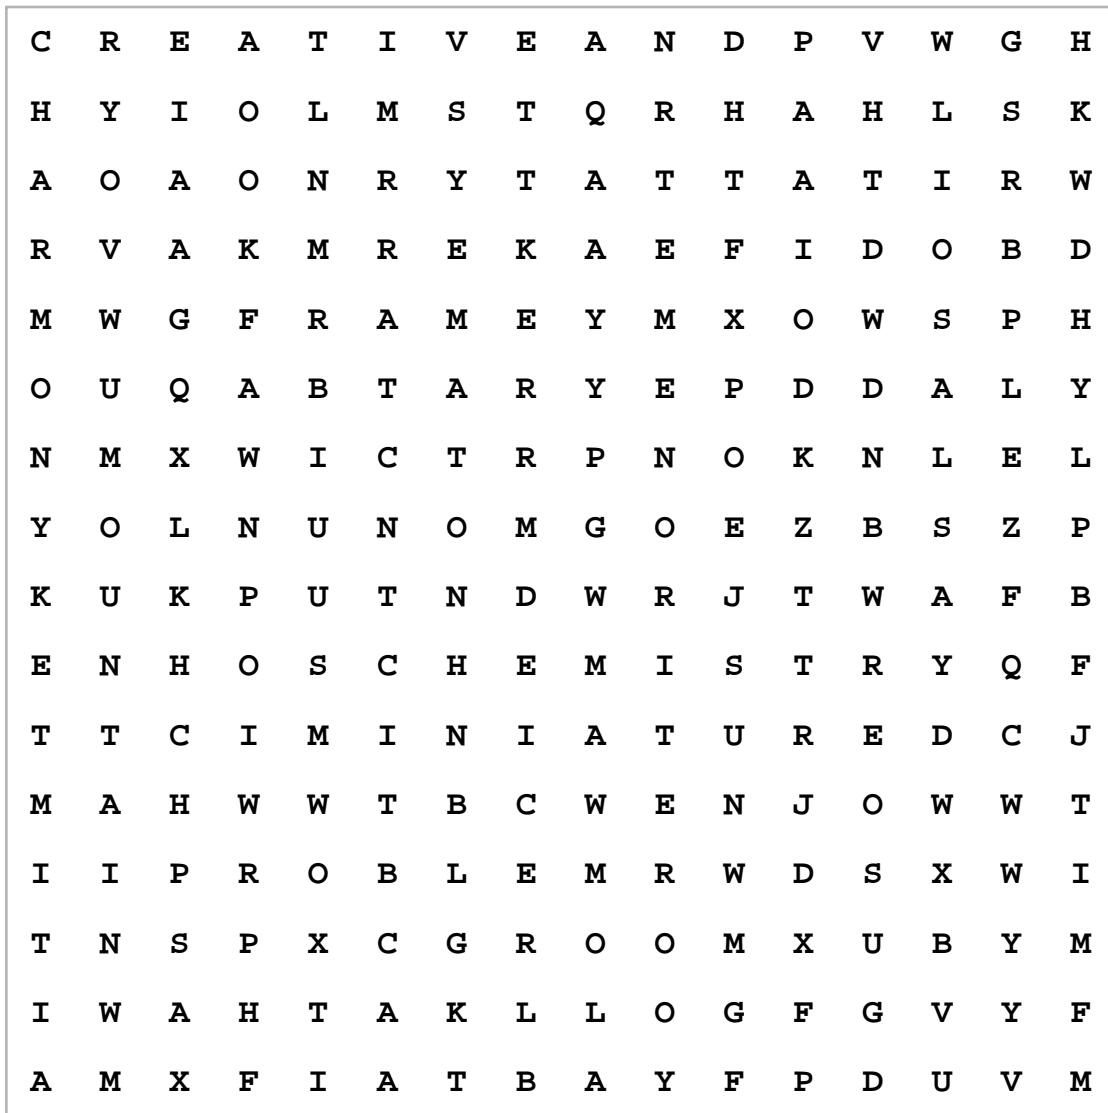 C R E A T I V E A N D P V W G H
H Y I O L M S T Q R H A H L S K
A O A O N R Y T A T T A T I R W
R V A K M R E K A E F I D O B D
M W G F R A M E Y M X O W S P H
O U Q A B T A R Y E P D D A L Y
N M X W I C T R P N O K N L E L
Y O L N U N O M G O E Z B S Z P
K U K P U T N D W R J T W A F B
E N H O S C H E M I S T R Y Q F
T T C I M I N I A T U R E D C J
M A H W W T B C W E N J O W W T
I I P R O B L E M R W D S X W I
T N S P X C G R O O M X U B Y M
I W A H T A K L L O G F G V Y F
A M X F I A T B A Y F P D U V M